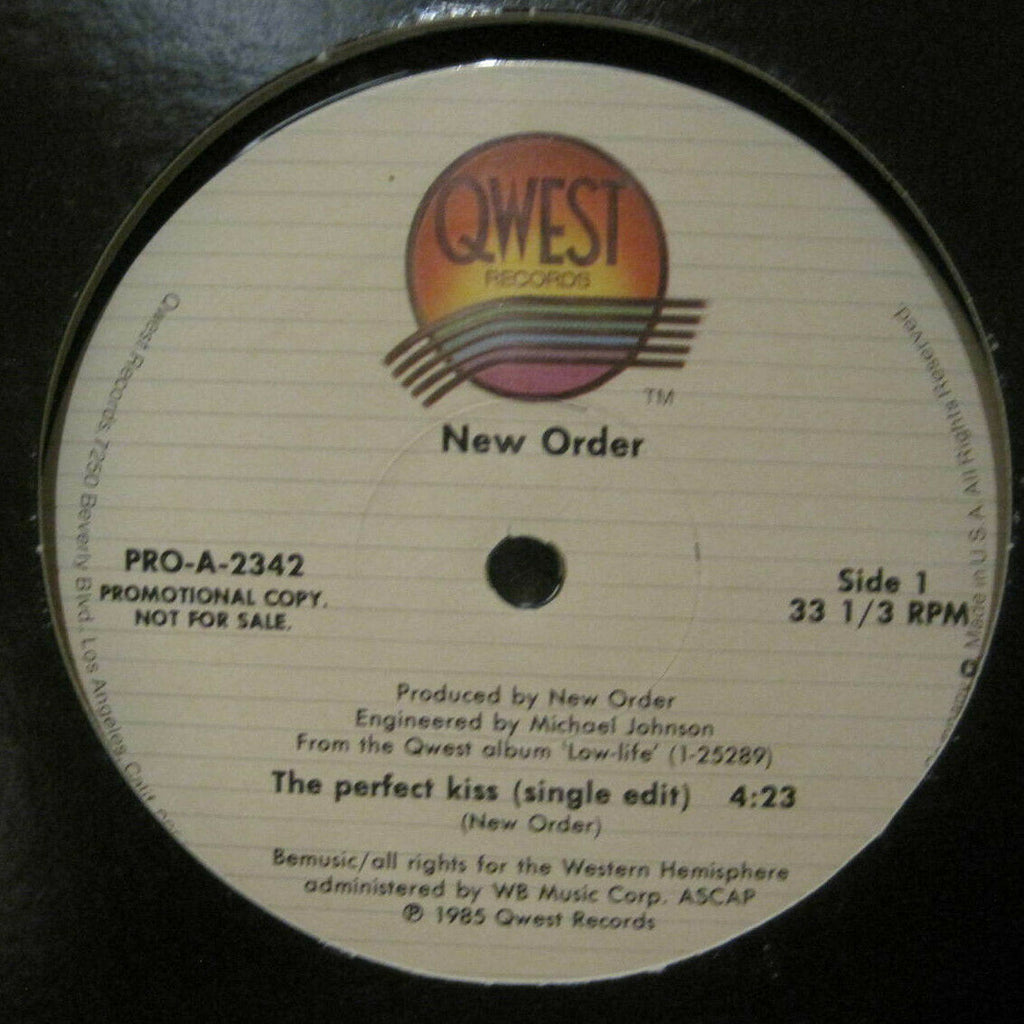 QWEST
RECORDS
TM
New Order
PRO-A-2342
PROMOTIONAL COPY.
NOT FOR SALE.
Side 1
33 1/3 RPM
Produced by New Order
Engineered by Michael Johnson
From the Qwest album 'Low-life' (1-25289)
The perfect kiss (single edit) 4:23
(New Order)
Bemusic/all rights for the Western Hemisphere
administered by WB Music Corp. ASCAP
℗ 1985 Qwest Records
Qwest Records, 7250 Beverly Blvd., Los Angeles, Calif.
Made in U.S.A. All Rights Reserved.